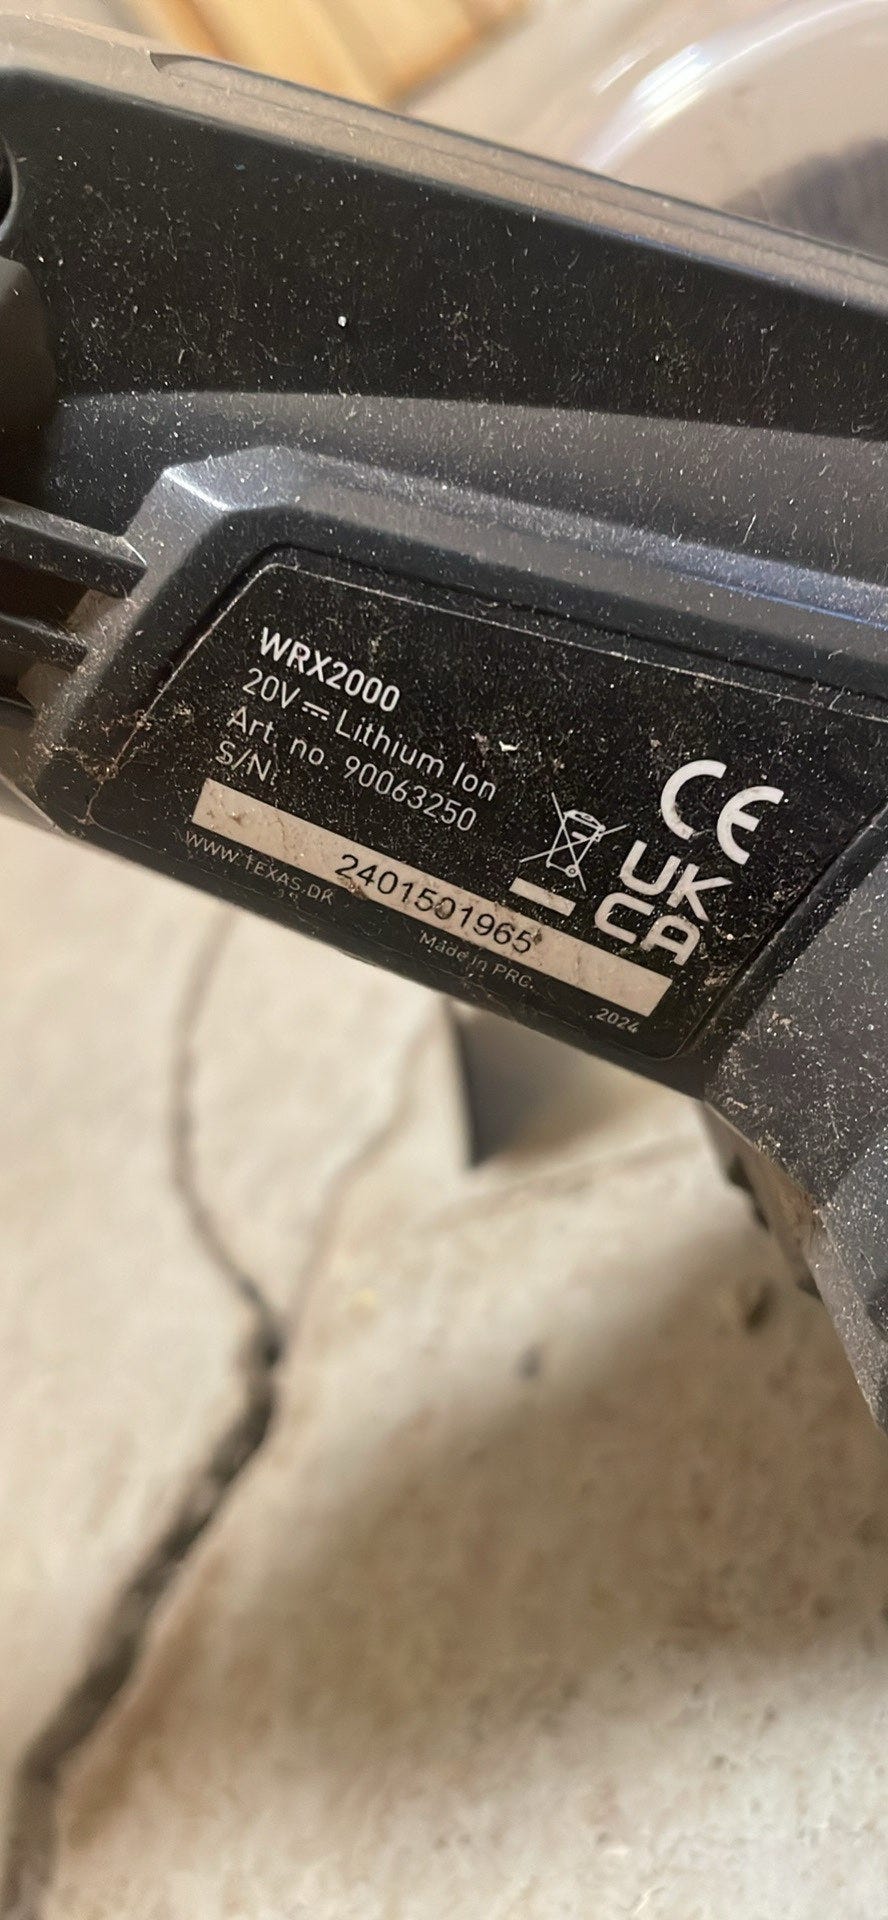 WRX2000
20V ⎓ Lithium Ion
Art. no. 90063250
S/N:
2401501965
WWW.TEXAS.DK
Made in PRC.
2024
CE
UK
CA